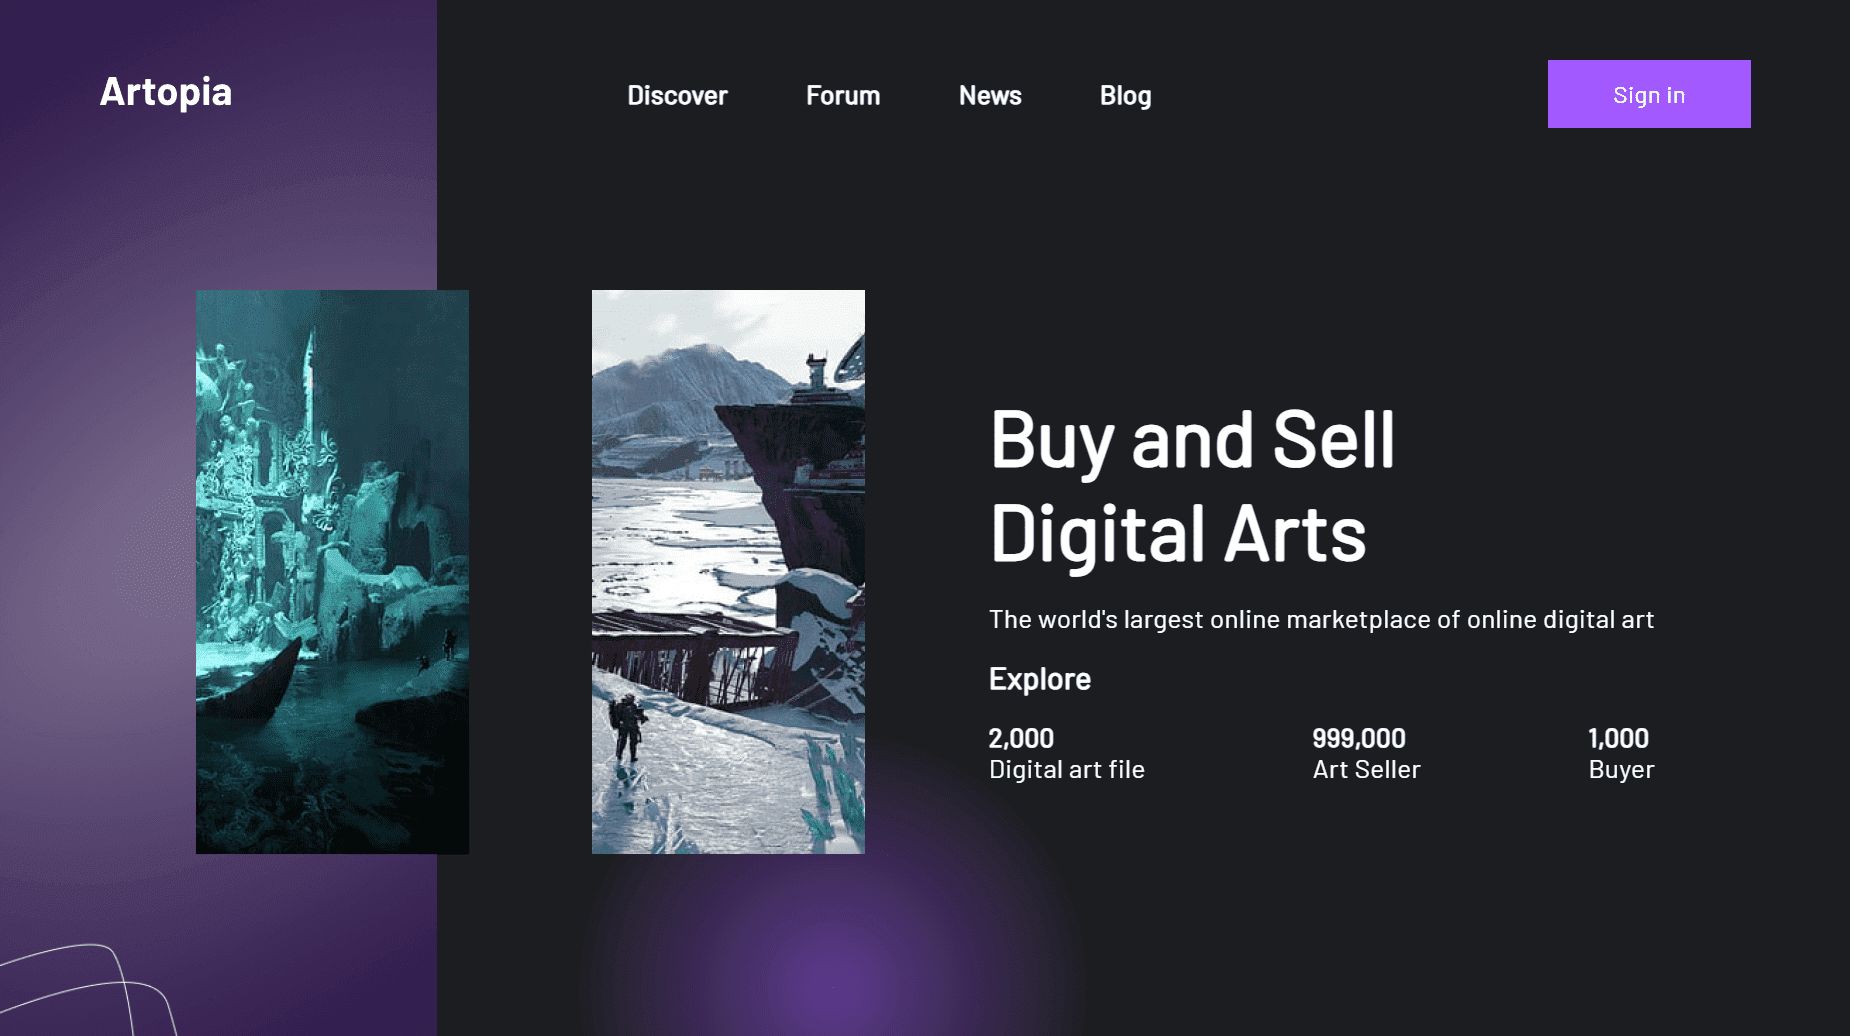 Artopia
Discover Forum News Blog
Sign in
Buy and Sell
Digital Arts
The world's largest online marketplace of online digital art
Explore
2,000 999,000 1,000
Digital art file Art Seller Buyer